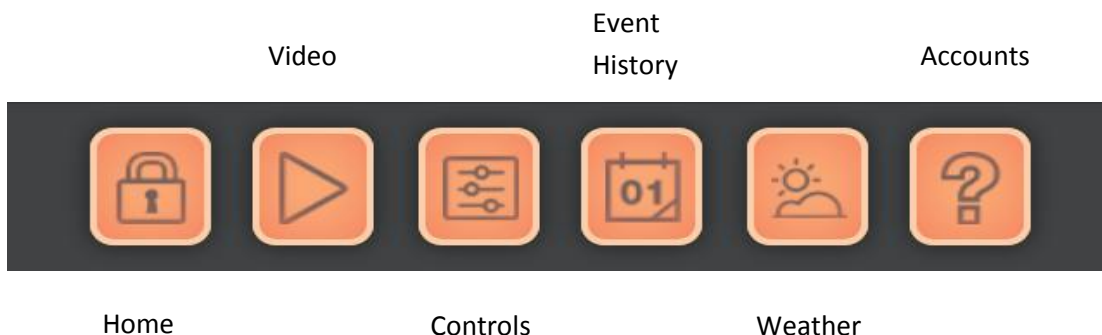 Event
Video
History
Accounts
01
Home
Controls
Weather